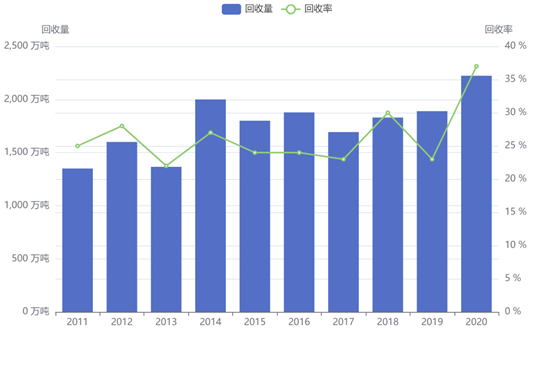 回收量 回收率
回收量 回收率
2,500 万吨 40 %
35 %
2,000 万吨
30 %
1,500 万吨 25 %
20 %
1,000 万吨
15 %
10 %
500 万吨
5 %
0 万吨 0 %
2011 2012 2013 2014 2015 2016 2017 2018 2019 2020